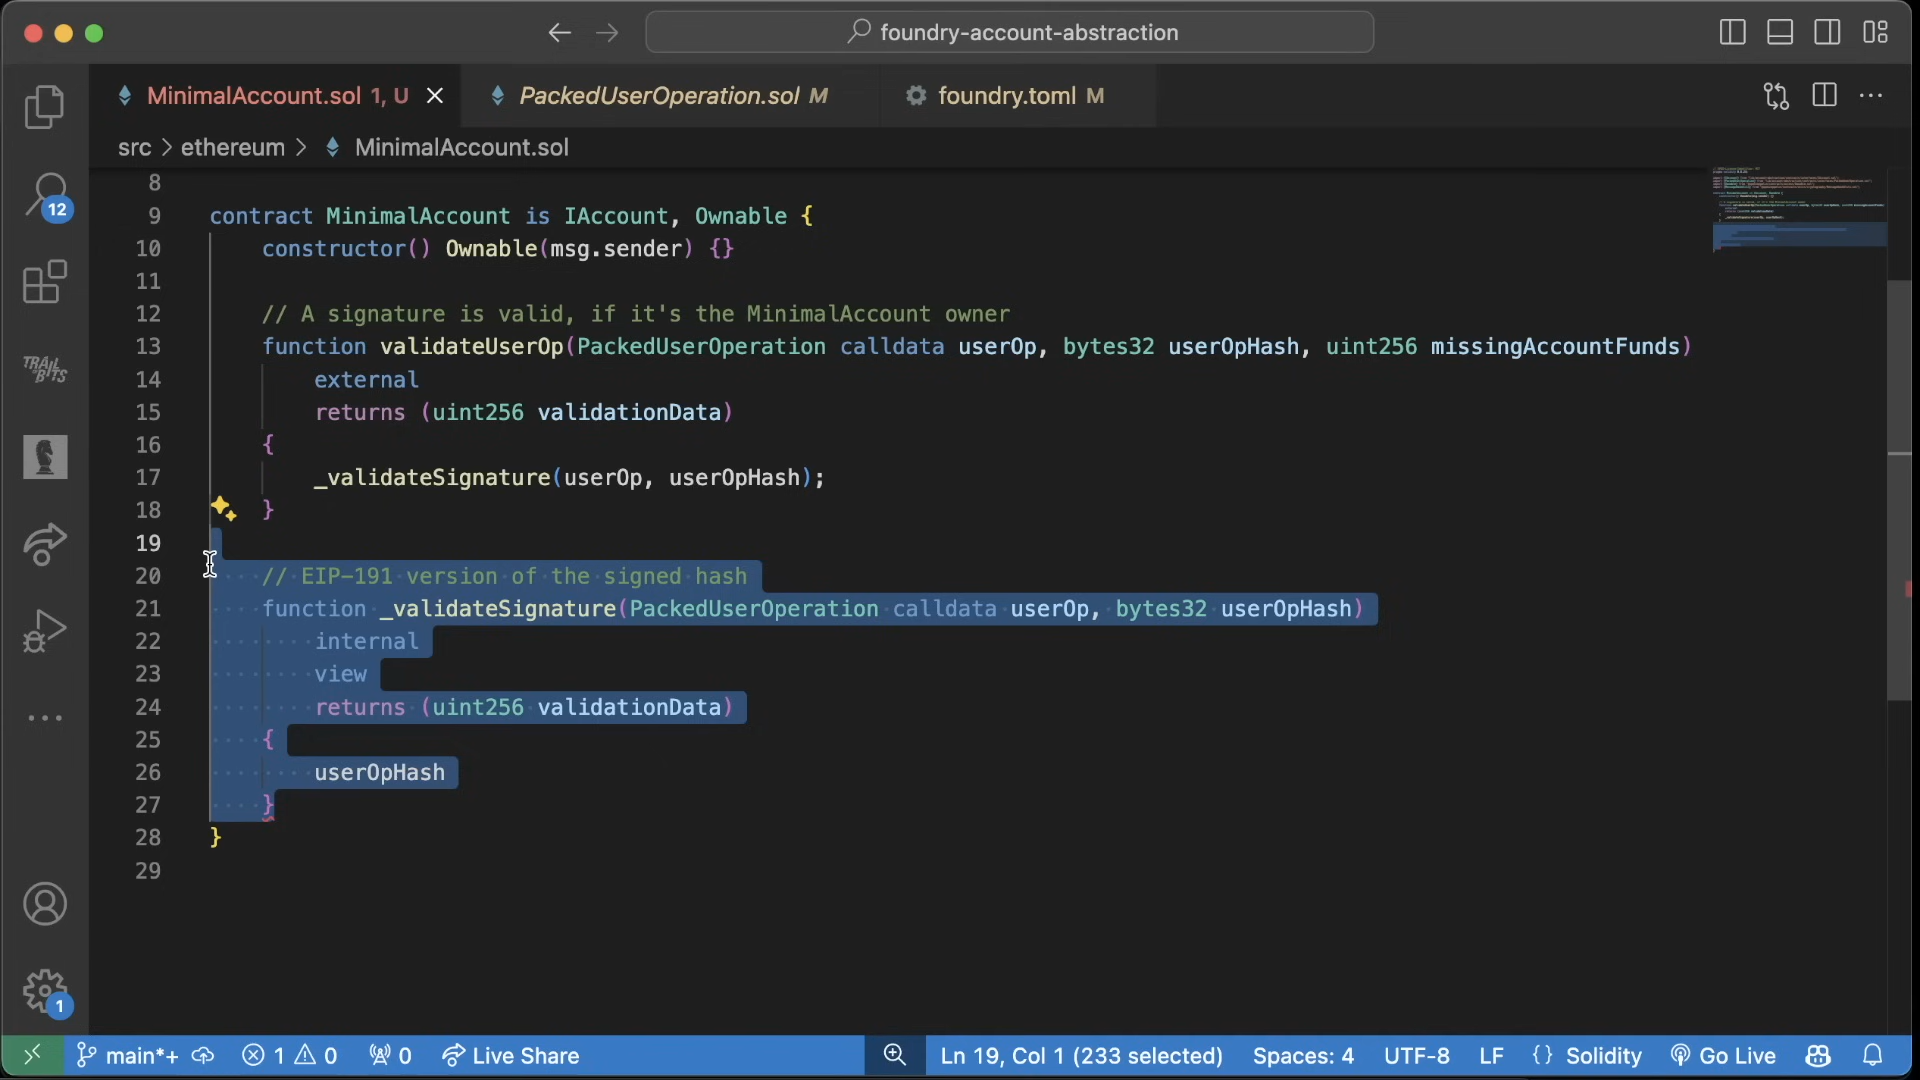 foundry-account-abstraction
MinimalAccount.sol 1, U
PackedUserOperation.sol M
foundry.toml M
src > ethereum > MinimalAccount.sol
12
TRAIL OF BITS
1
8
9 contract MinimalAccount is IAccount, Ownable {
10 constructor() Ownable(msg.sender) {}
11
12 // A signature is valid, if it's the MinimalAccount owner
13 function validateUserOp(PackedUserOperation calldata userOp, bytes32 userOpHash, uint256 missingAccountFunds)
14 external
15 returns (uint256 validationData)
16 {
17 _validateSignature(userOp, userOpHash);
18 }
19
20 // EIP-191 version of the signed hash
21 function _validateSignature(PackedUserOperation calldata userOp, bytes32 userOpHash)
22 internal
23 view
24 returns (uint256 validationData)
25 {
26 userOpHash
27 }
28 }
29
main*+ 1 0 0 Live Share Ln 19, Col 1 (233 selected) Spaces: 4 UTF-8 LF {} Solidity Go Live